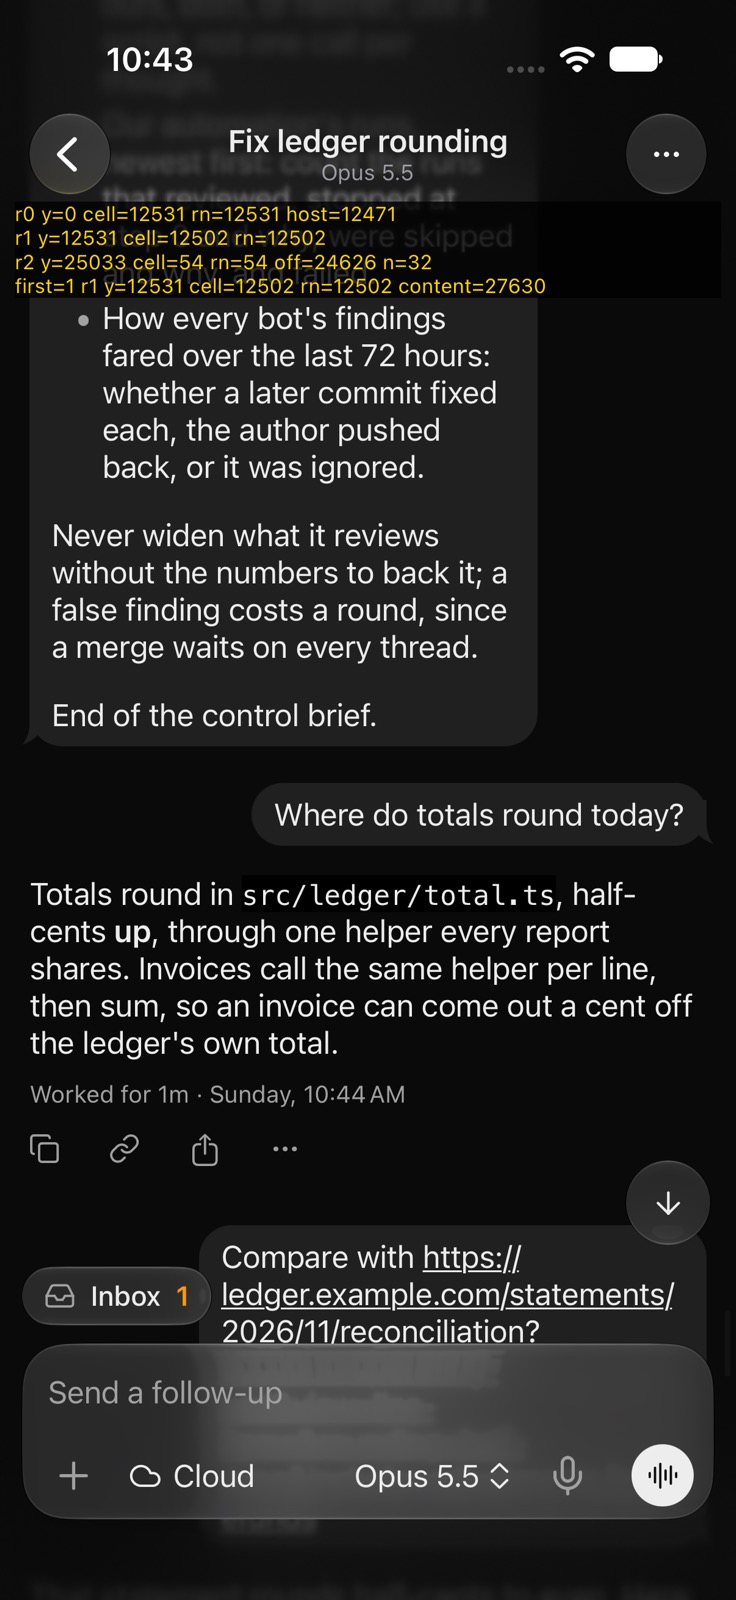 10:43
Fix ledger rounding
Opus 5.5
that reviewed, stopped at
r0 y=0 cell=12531 rn=12531 host=12471
r1 y=12531 cell=12502 rn=12502
were skipped
r2 y=25033 cell=54 rn=54 off=24626 n=32
first=1 r1 y=12531 cell=12502 rn=12502 content=27630
• How every bot's findings
fared over the last 72 hours:
whether a later commit fixed
each, the author pushed
back, or it was ignored.
Never widen what it reviews
without the numbers to back it; a
false finding costs a round, since
a merge waits on every thread.
End of the control brief.
Where do totals round today?
Totals round in src/ledger/total.ts, half-
cents up, through one helper every report
shares. Invoices call the same helper per line,
then sum, so an invoice can come out a cent off
the ledger's own total.
Worked for 1m · Sunday, 10:44 AM
Compare with https://
ledger.example.com/statements/
2026/11/reconciliation?
Inbox 1
Send a follow-up
Cloud
Opus 5.5